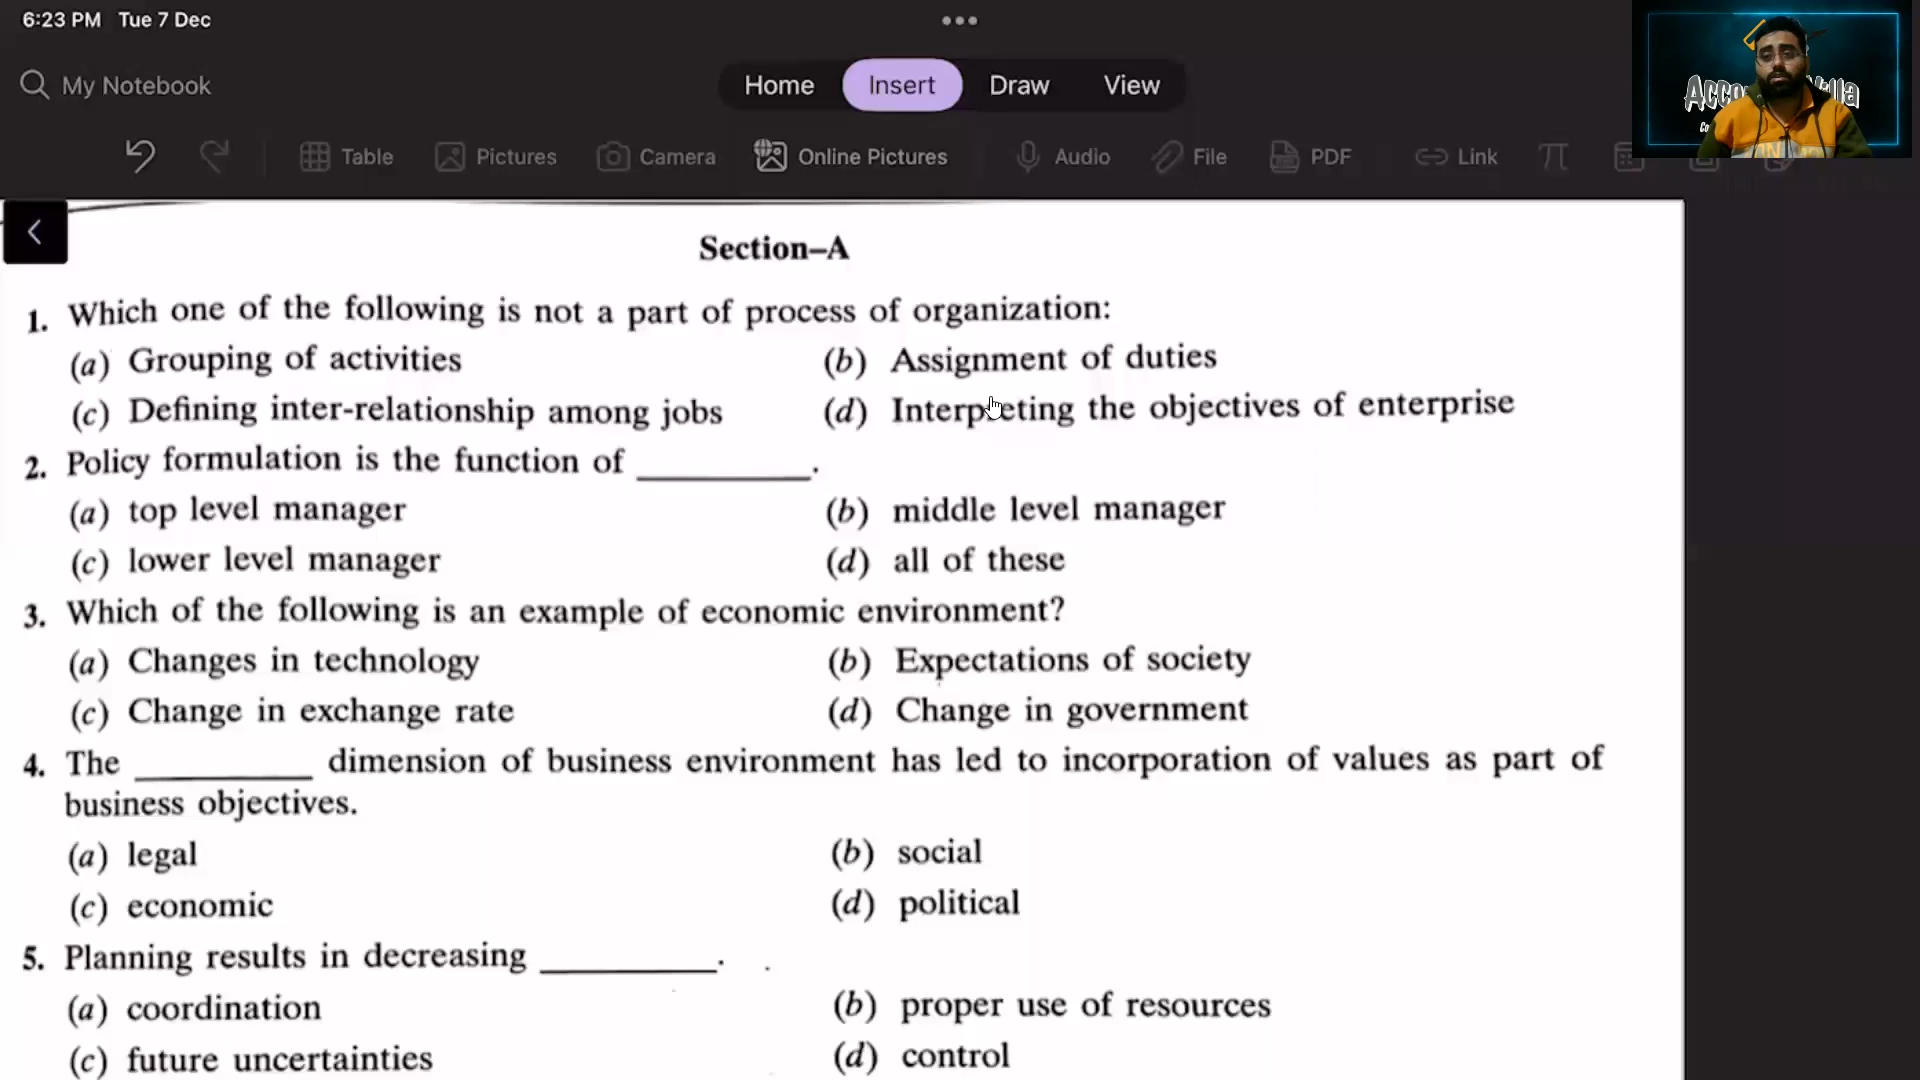 6:23 PM Tue 7 Dec
My Notebook
Home Insert Draw View
Table Pictures Camera Online Pictures Audio File PDF Link
Section–A
1. Which one of the following is not a part of process of organization:
(a) Grouping of activities (b) Assignment of duties
(c) Defining inter-relationship among jobs (d) Interpreting the objectives of enterprise
2. Policy formulation is the function of __________.
(a) top level manager (b) middle level manager
(c) lower level manager (d) all of these
3. Which of the following is an example of economic environment?
(a) Changes in technology (b) Expectations of society
(c) Change in exchange rate (d) Change in government
4. The __________ dimension of business environment has led to incorporation of values as part of
business objectives.
(a) legal (b) social
(c) economic (d) political
5. Planning results in decreasing __________.
(a) coordination (b) proper use of resources
(c) future uncertainties (d) control